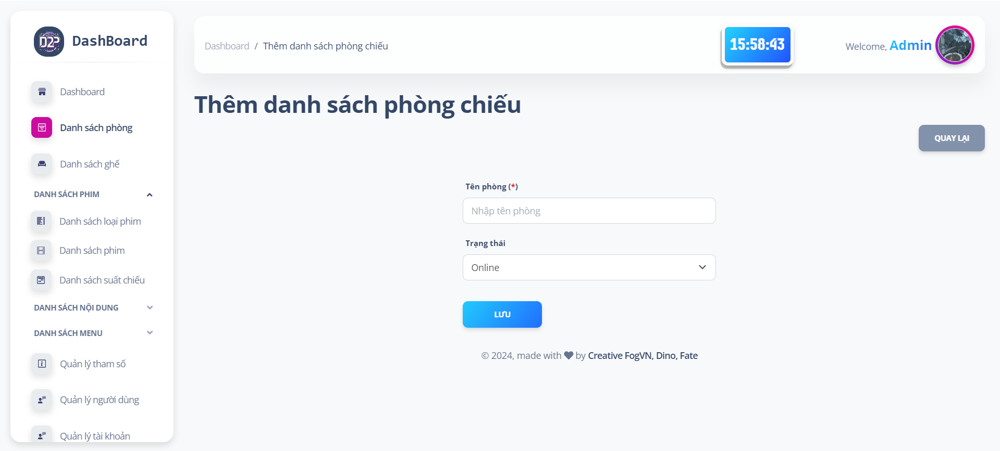 D2P
DashBoard
Dashboard
Danh sách phòng
Danh sách ghế
DANH SÁCH PHIM
Danh sách loại phim
Danh sách phim
Danh sách suất chiếu
DANH SÁCH NỘI DUNG
DANH SÁCH MENU
Quản lý tham số
Quản lý người dùng
Quản lý tài khoản
Dashboard / Thêm danh sách phòng chiếu
15:58:43
Welcome, Admin
Thêm danh sách phòng chiếu
QUAY LẠI
Tên phòng (*)
Nhập tên phòng
Trạng thái
Online
LƯU
© 2024, made with by Creative FogVN, Dino, Fate